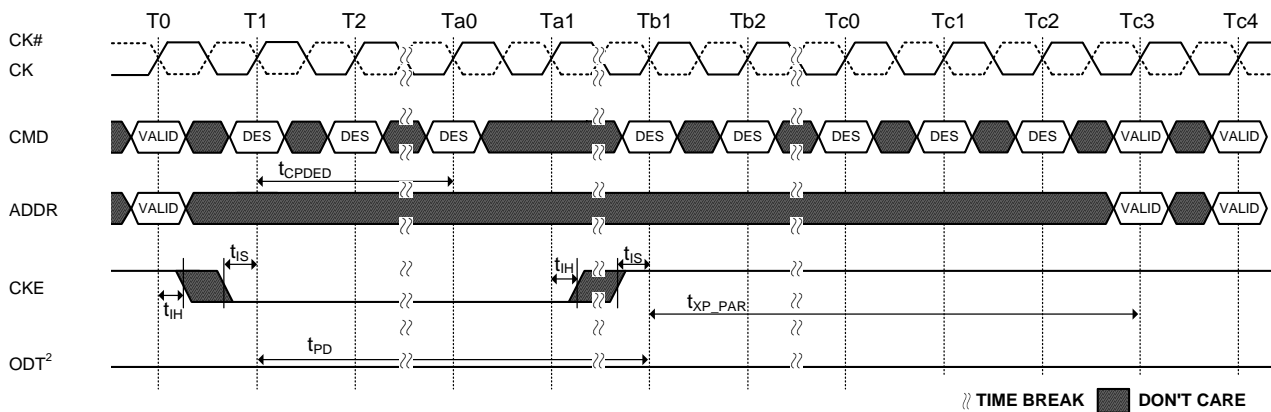 T0 T1 T2 Ta0 Ta1 Tb1 Tb2 Tc0 Tc1 Tc2 Tc3 Tc4
CK#
CK
CMD VALID DES DES DES DES DES DES DES DES VALID VALID
tCPDED
ADDR VALID VALID VALID
tIS tIH tIS
CKE
tIH tXP_PAR
tPD
ODT2
TIME BREAK DON'T CARE